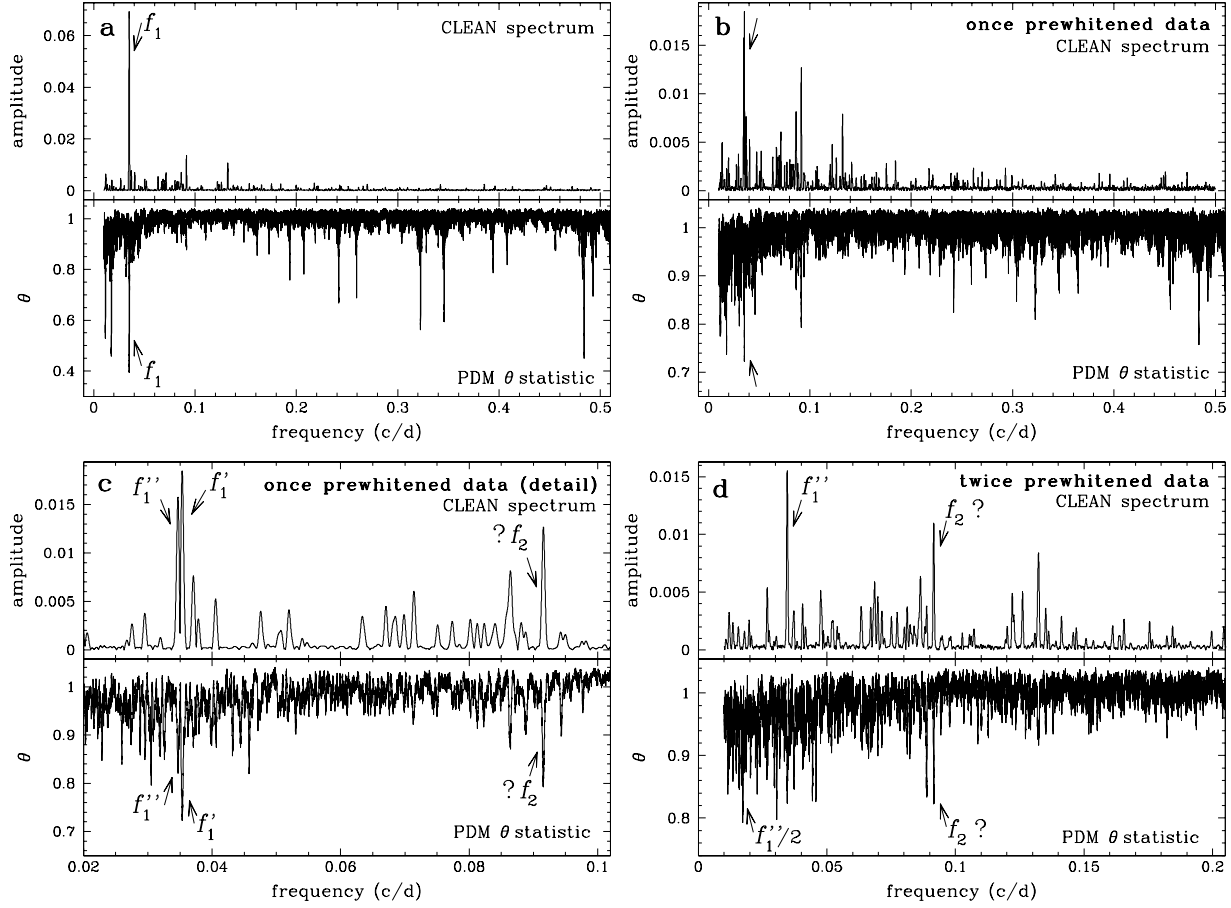 a
f1
CLEAN spectrum
amplitude
0.06
0.04
0.02
0
1
0.8
0.6
0.4
θ
f1
PDM θ statistic
0
0.1
0.2
0.3
0.4
0.5
frequency (c/d)
b
once prewhitened data
CLEAN spectrum
amplitude
0.015
0.01
0.005
0
1
0.9
0.8
0.7
θ
PDM θ statistic
0
0.1
0.2
0.3
0.4
0.5
frequency (c/d)
c
f1''
f1'
once prewhitened data (detail)
CLEAN spectrum
? f2
amplitude
0.015
0.01
0.005
0
1
0.9
0.8
0.7
θ
f1''
f1'
? f2
PDM θ statistic
0.02
0.04
0.06
0.08
0.1
frequency (c/d)
d
f1''
twice prewhitened data
CLEAN spectrum
f2 ?
amplitude
0.015
0.01
0.005
0
1
0.9
0.8
θ
f1''/2
f2 ?
PDM θ statistic
0
0.05
0.1
0.15
0.2
frequency (c/d)